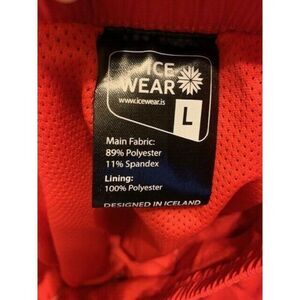 ICE
WEAR
www.icewear.is
L
Main Fabric:
89% Polyester
11% Spandex
Lining:
100% Polyester
DESIGNED IN ICELAND